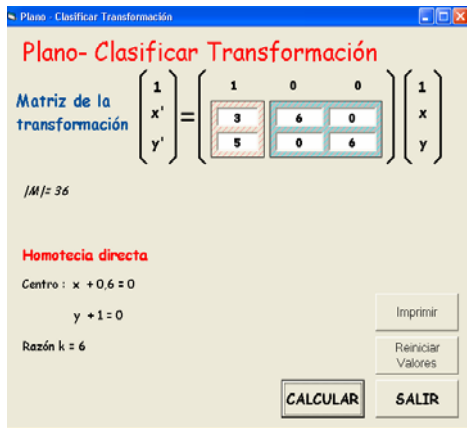 Plano - Clasificar Transformación
Plano- Clasificar Transformación
Matriz de la transformación
1 x' y' = 1 0 0 1
3 6 0 x
5 0 6 y
|M|= 36
Homotecia directa
Centro : x +0,6 = 0
y +1 = 0
Razón k = 6
Imprimir
Reiniciar Valores
CALCULAR
SALIR